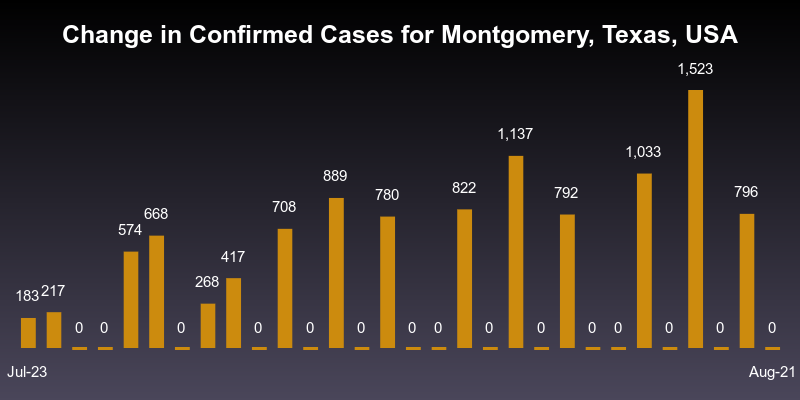 Change in Confirmed Cases for Montgomery, Texas, USA
183 217 0 0 574 668 0 268 417 0 708 0 889 0 780 0 0 822 0 1,137 0 792 0 0 1,033 0 1,523 0 796 0
Jul-23 Aug-21